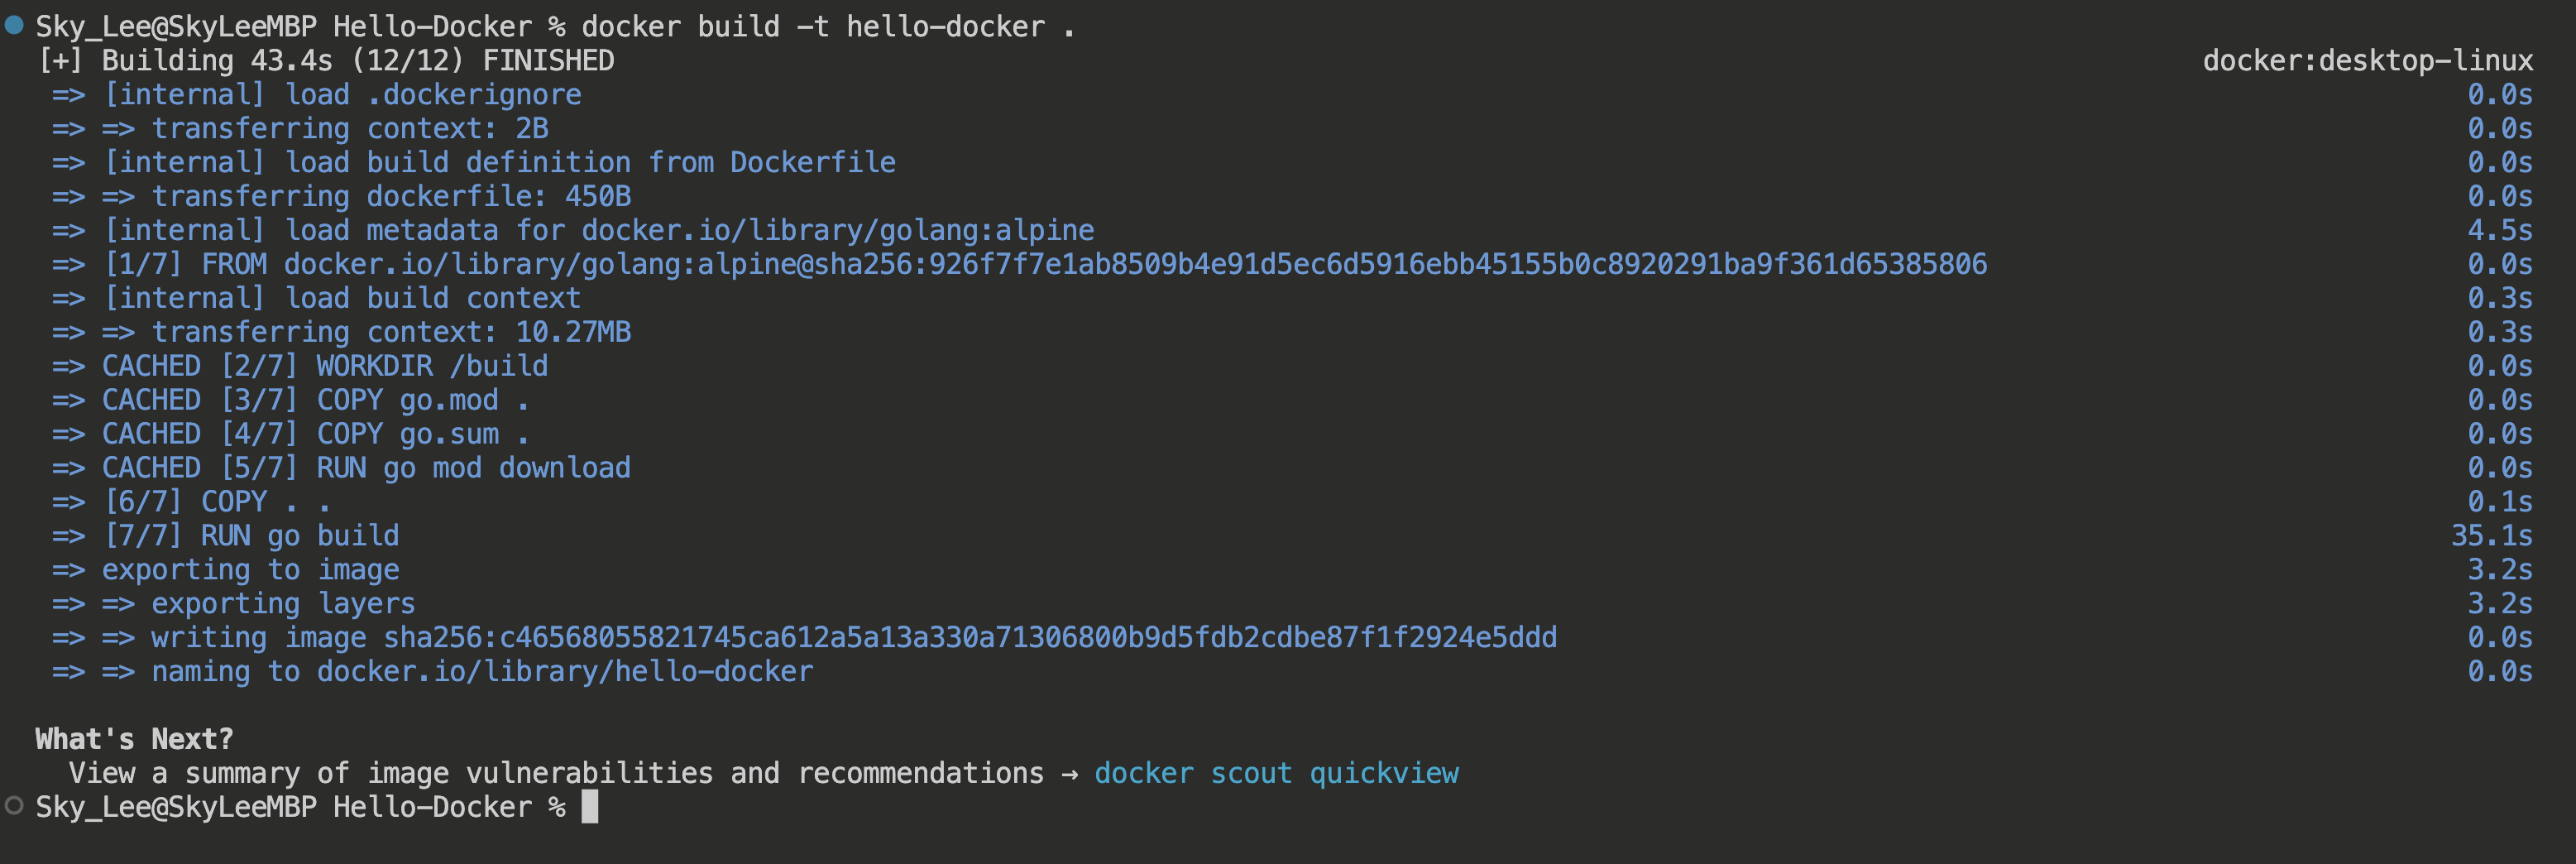 Sky_Lee@SkyLeeMBP Hello-Docker % docker build -t hello-docker .
[+] Building 43.4s (12/12) FINISHED docker:desktop-linux
=> [internal] load .dockerignore 0.0s
=> => transferring context: 2B 0.0s
=> [internal] load build definition from Dockerfile 0.0s
=> => transferring dockerfile: 450B 0.0s
=> [internal] load metadata for docker.io/library/golang:alpine 4.5s
=> [1/7] FROM docker.io/library/golang:alpine@sha256:926f7f7e1ab8509b4e91d5ec6d5916ebb45155b0c8920291ba9f361d65385806 0.0s
=> [internal] load build context 0.3s
=> => transferring context: 10.27MB 0.3s
=> CACHED [2/7] WORKDIR /build 0.0s
=> CACHED [3/7] COPY go.mod . 0.0s
=> CACHED [4/7] COPY go.sum . 0.0s
=> CACHED [5/7] RUN go mod download 0.0s
=> [6/7] COPY . . 0.1s
=> [7/7] RUN go build 35.1s
=> exporting to image 3.2s
=> => exporting layers 3.2s
=> => writing image sha256:c46568055821745ca612a5a13a330a71306800b9d5fdb2cdbe87f1f2924e5ddd 0.0s
=> => naming to docker.io/library/hello-docker 0.0s
What's Next?
View a summary of image vulnerabilities and recommendations → docker scout quickview
Sky_Lee@SkyLeeMBP Hello-Docker %